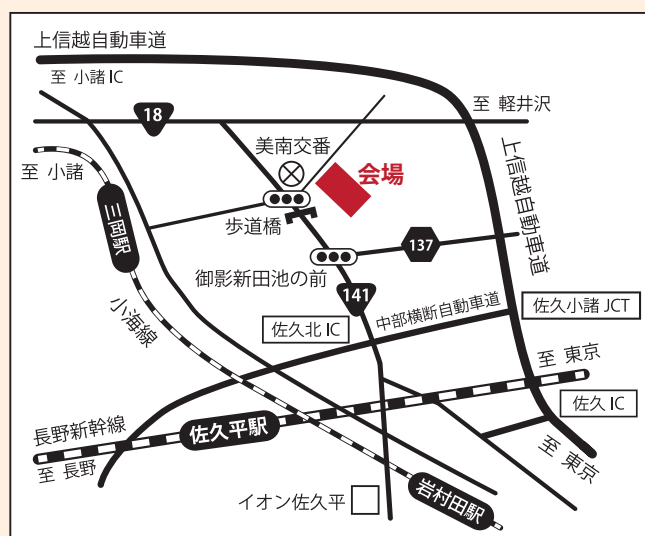 上信越自動車道
至 小諸 IC
18
至 軽井沢
美南交番
会場
上信越自動車道
至 小諸
三岡駅
歩道橋
137
御影新田池の前
141
小海線
佐久北 IC
中部横断自動車道
佐久小諸 JCT
至 東京
佐久 IC
長野新幹線
佐久平駅
至 長野
至 東京
イオン佐久平
岩村田駅